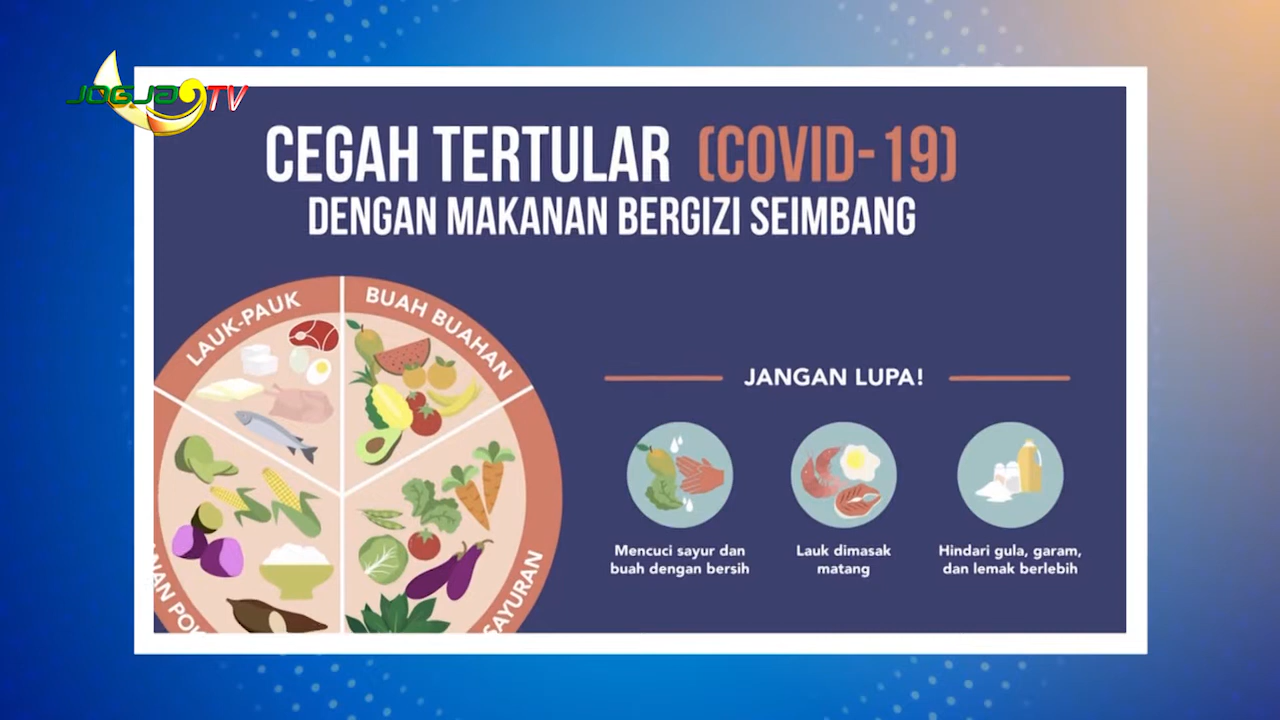 JOGJA TV
CEGAH TERTULAR (COVID-19)
DENGAN MAKANAN BERGIZI SEIMBANG
LAUK-PAUK
BUAH BUAHAN
JANGAN LUPA!
Mencuci sayur dan
buah dengan bersih
Lauk dimasak
matang
Hindari gula, garam,
dan lemak berlebih
SAYURAN